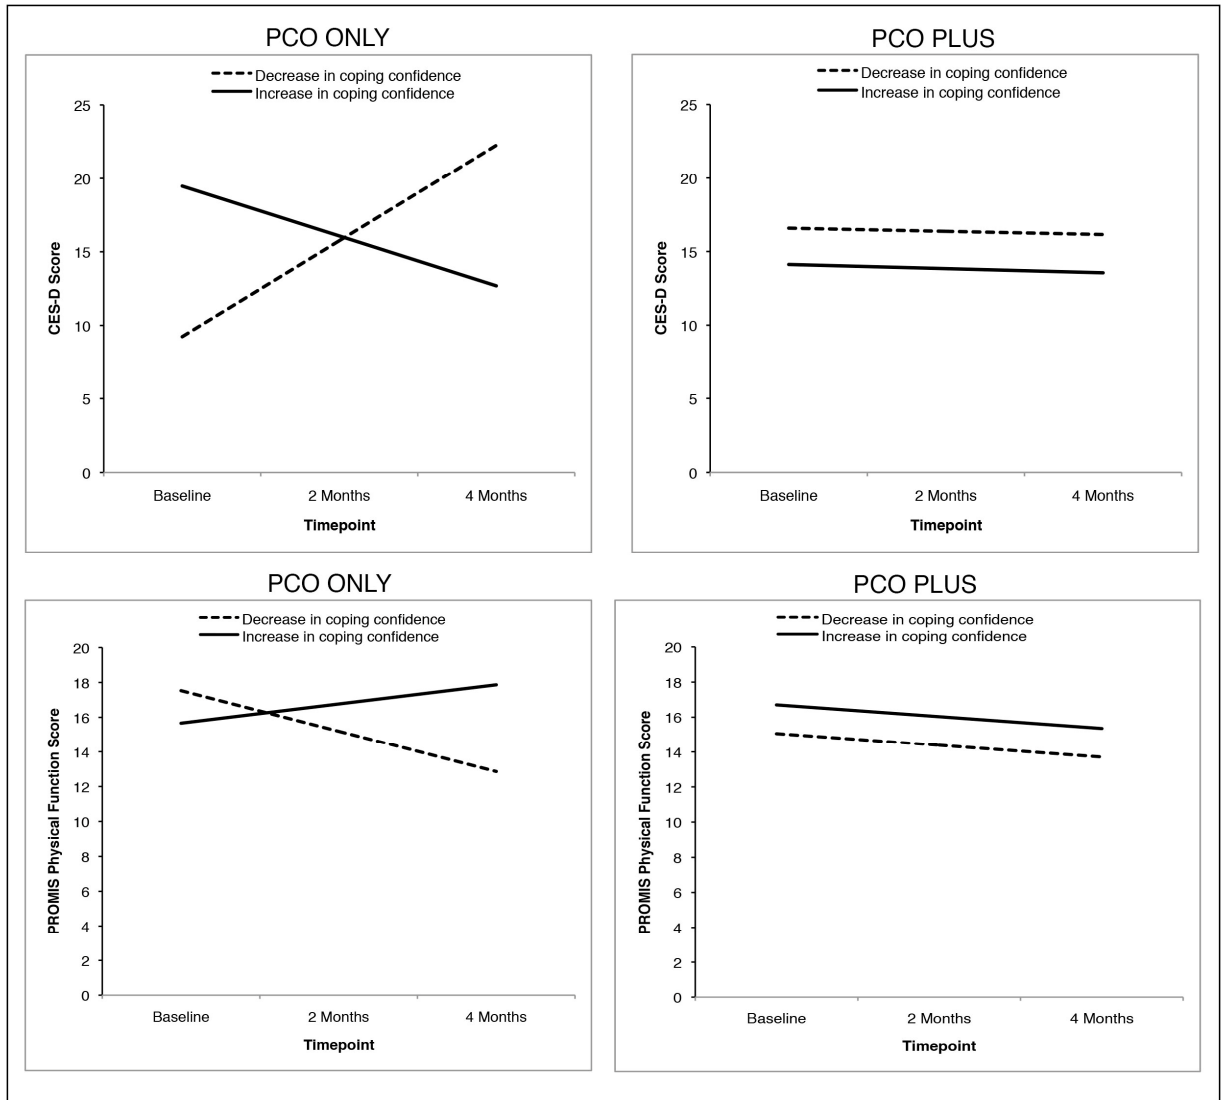 PCO ONLY
Decrease in coping confidence
Increase in coping confidence
25
20
15
10
5
0
CES-D Score
Baseline 2 Months 4 Months
Timepoint
PCO PLUS
Decrease in coping confidence
Increase in coping confidence
25
20
15
10
5
0
CES-D Score
Baseline 2 Months 4 Months
Timepoint
PCO ONLY
Decrease in coping confidence
Increase in coping confidence
20
18
16
14
12
10
8
6
4
2
0
PROMIS Physical Function Score
Baseline 2 Months 4 Months
Timepoint
PCO PLUS
Decrease in coping confidence
Increase in coping confidence
20
18
16
14
12
10
8
6
4
2
0
PROMIS Physical Function Score
Baseline 2 Months 4 Months
Timepoint